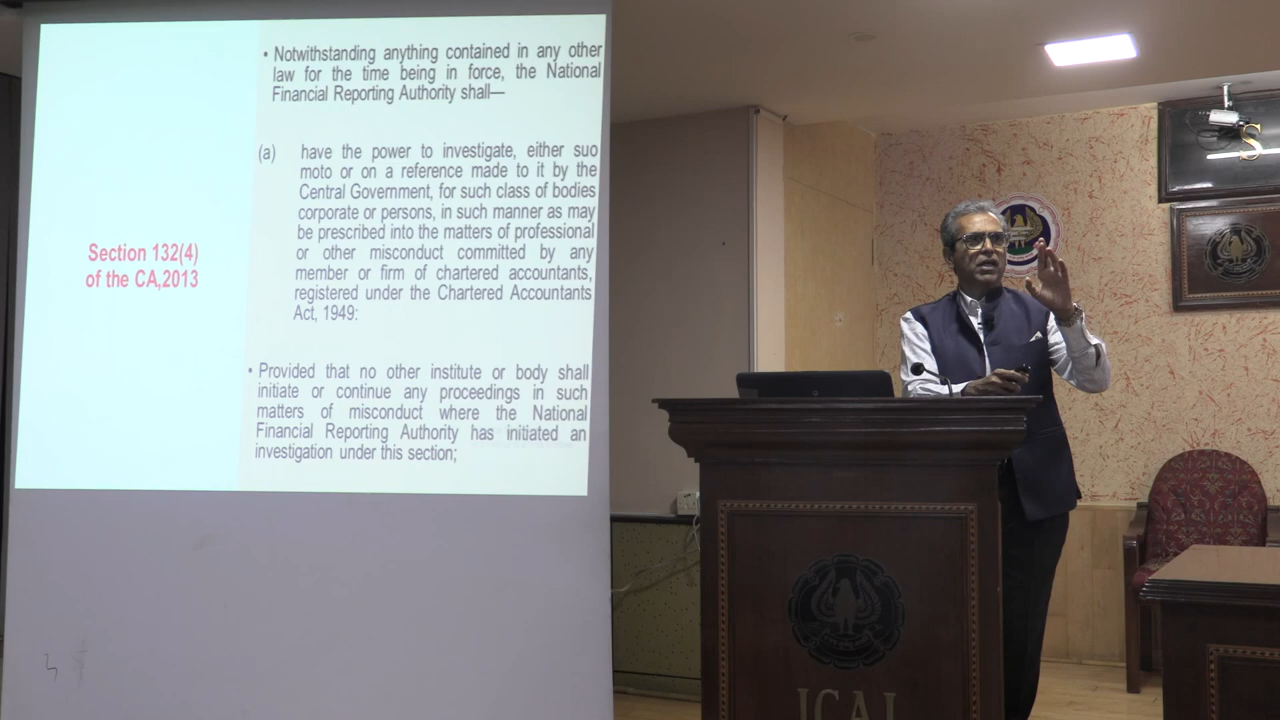 Section 132(4)
of the CA,2013
• Notwithstanding anything contained in any other
law for the time being in force, the National
Financial Reporting Authority shall—
(a) have the power to investigate, either suo
moto or on a reference made to it by the
Central Government, for such class of bodies
corporate or persons, in such manner as may
be prescribed into the matters of professional
or other misconduct committed by any
member or firm of chartered accountants,
registered under the Chartered Accountants
Act, 1949:
• Provided that no other institute or body shall
initiate or continue any proceedings in such
matters of misconduct where the National
Financial Reporting Authority has initiated an
investigation under this section;
S
ICAI